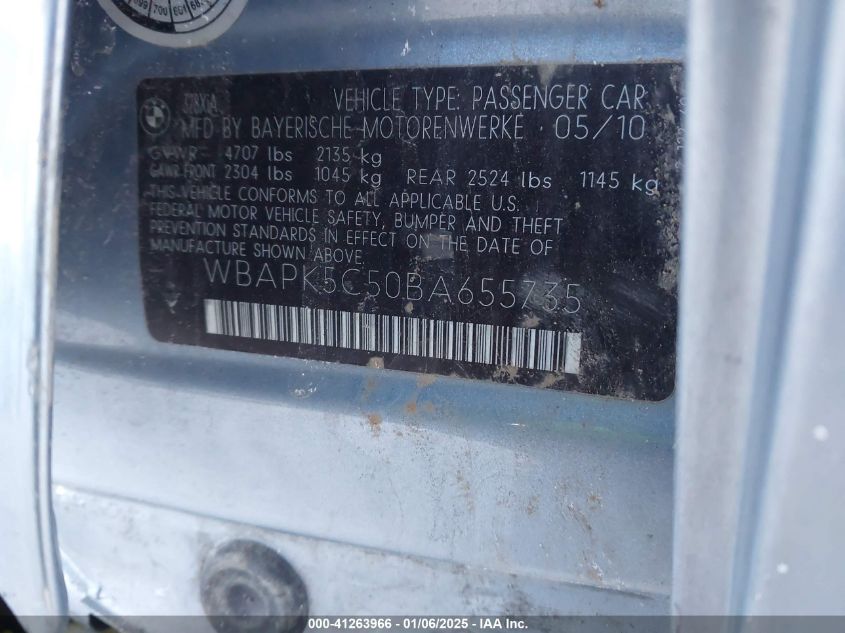 VEHICLE TYPE: PASSENGER CAR
MFD BY BAYERISCHE MOTORENWERKE 05/10
GVWR 4707 lbs 2135 kg
GAWR FRONT 2304 lbs 1045 kg REAR 2524 lbs 1145 kg
THIS VEHICLE CONFORMS TO ALL APPLICABLE U.S.
FEDERAL MOTOR VEHICLE SAFETY, BUMPER AND THEFT
PREVENTION STANDARDS IN EFFECT ON THE DATE OF
MANUFACTURE SHOWN ABOVE.
WBAPK5C50BA655735
000-41263966 - 01/06/2025 - IAAI.com